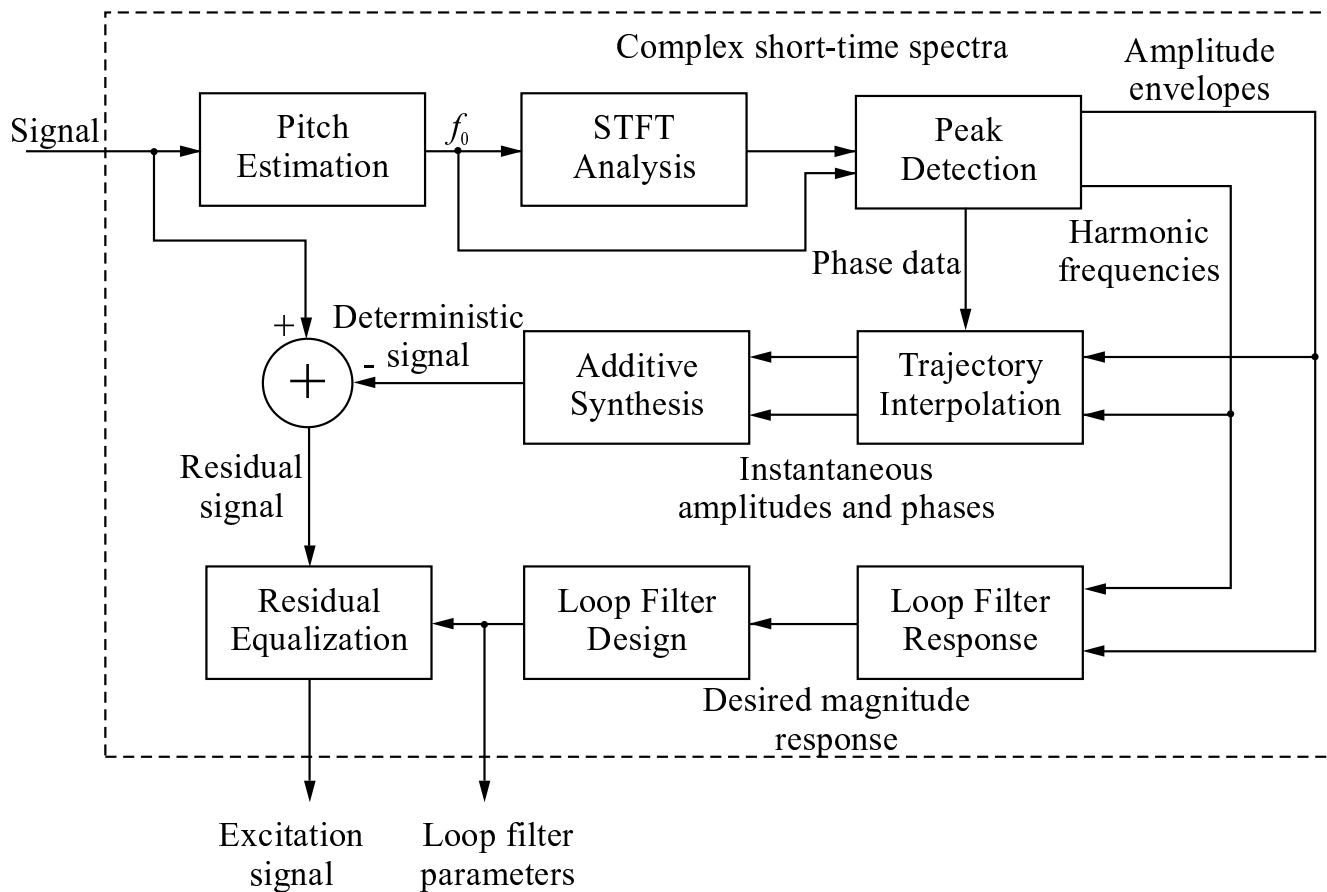 Complex short-time spectra
Amplitude
envelopes
Signal
Pitch
Estimation
f0
STFT
Analysis
Peak
Detection
Phase data
Harmonic
frequencies
+
Deterministic
signal
-
+
Additive
Synthesis
Trajectory
Interpolation
Residual
signal
Instantaneous
amplitudes and phases
Residual
Equalization
Loop Filter
Design
Loop Filter
Response
Desired magnitude
response
Excitation
signal
Loop filter
parameters